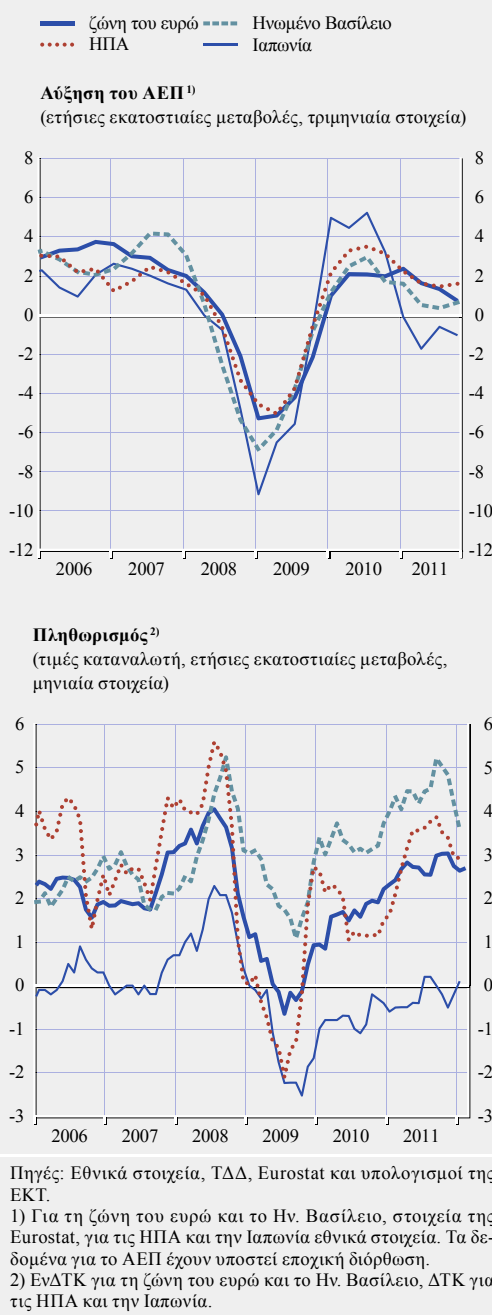 ζώνη του ευρώ Ηνωμένο Βασίλειο
ΗΠΑ Ιαπωνία
Αύξηση του ΑΕΠ 1)
(ετήσιες εκατοστιαίες μεταβολές, τριμηνιαία στοιχεία)
8 8
6 6
4 4
2 2
0 0
-2 -2
-4 -4
-6 -6
-8 -8
-10 -10
-12 -12
2006 2007 2008 2009 2010 2011
Πληθωρισμός 2)
(τιμές καταναλωτή, ετήσιες εκατοστιαίες μεταβολές,
μηνιαία στοιχεία)
6 6
5 5
4 4
3 3
2 2
1 1
0 0
-1 -1
-2 -2
-3 -3
2006 2007 2008 2009 2010 2011
Πηγές: Εθνικά στοιχεία, ΤΔΔ, Eurostat και υπολογισμοί της
ΕΚΤ.
1) Για τη ζώνη του ευρώ και το Ην. Βασίλειο, στοιχεία της
Eurostat, για τις ΗΠΑ και την Ιαπωνία εθνικά στοιχεία. Τα δε-
δομένα για το ΑΕΠ έχουν υποστεί εποχική διόρθωση.
2) ΕνΔΤΚ για τη ζώνη του ευρώ και το Ην. Βασίλειο, ΔΤΚ για
τις ΗΠΑ και την Ιαπωνία.